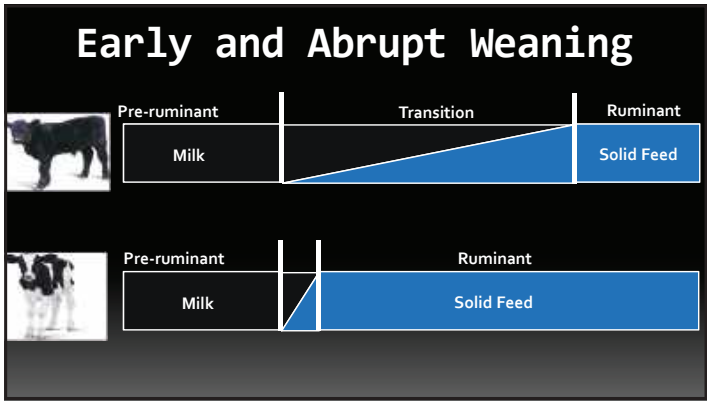 Early and Abrupt Weaning
Pre-ruminant
Transition
Ruminant
Milk
Solid Feed
Pre-ruminant
Ruminant
Milk
Solid Feed